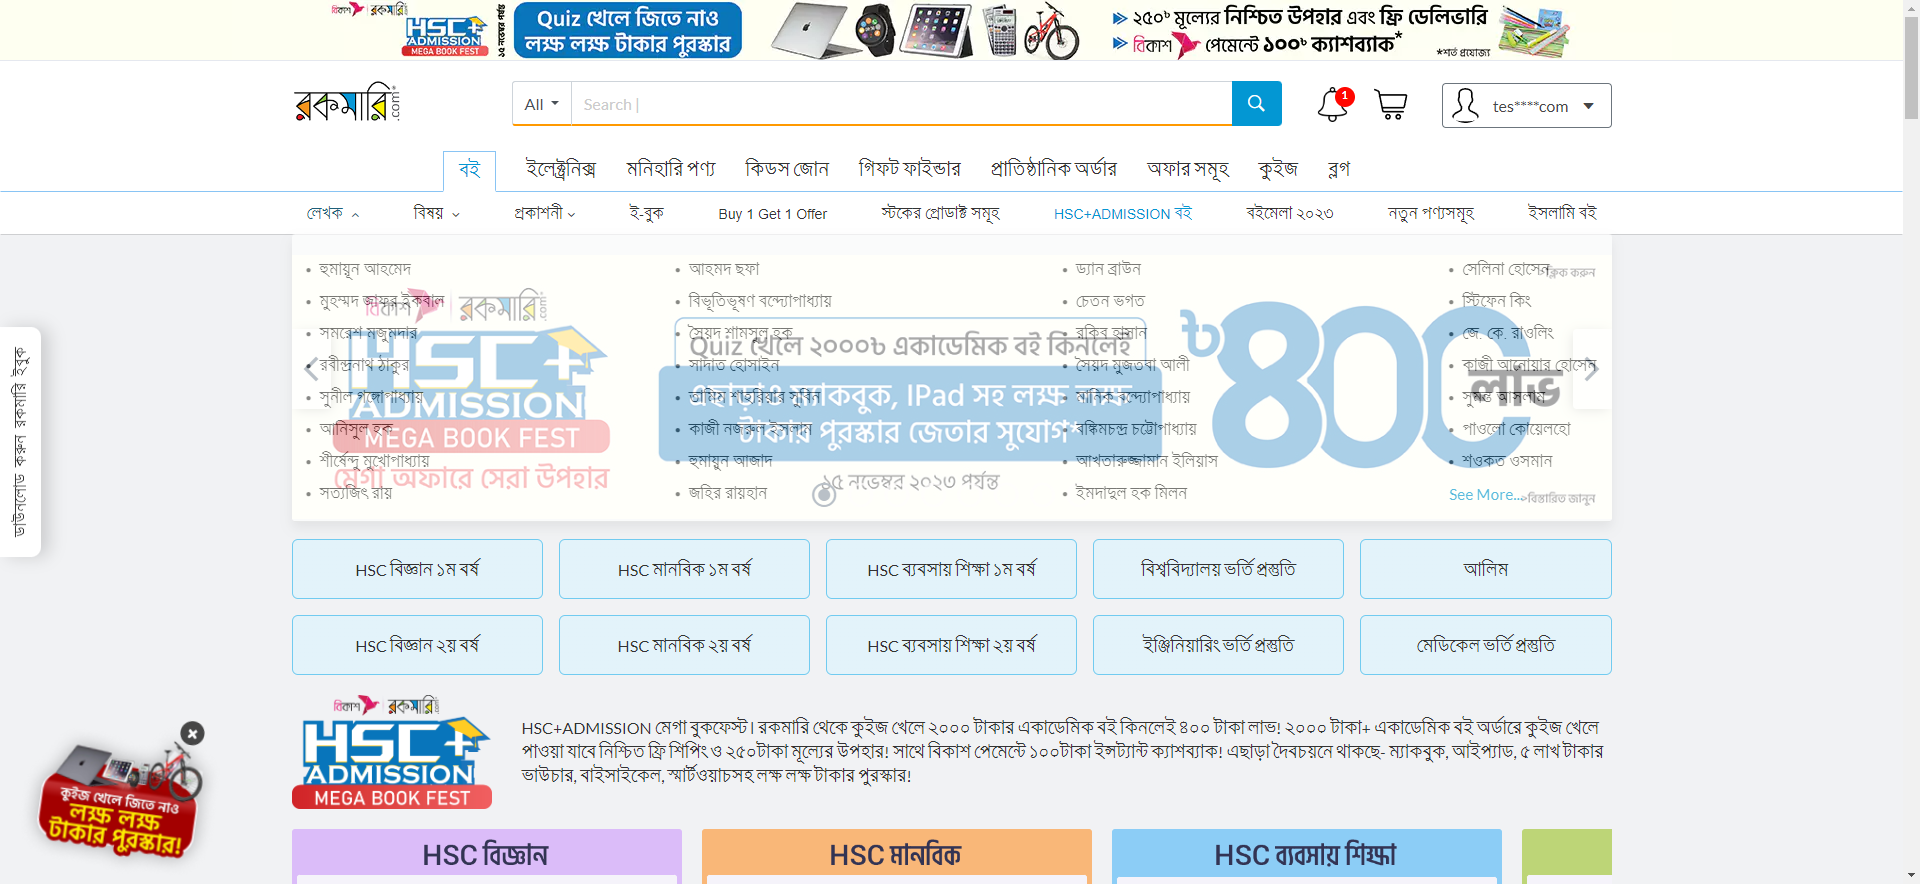 বিকাশ রকমারি
HSC+
ADMISSION
MEGA BOOK FEST
Quiz খেলে জিতে নাও
লক্ষ লক্ষ টাকার পুরস্কার
২৫০৳ মূল্যের নিশ্চিত উপহার এবং ফ্রি ডেলিভারি
বিকাশ পেমেন্টে ১০০৳ ক্যাশব্যাক*
*শর্ত প্রযোজ্য
রকমারি.com
All
Search |
1
tes****com
বই ইলেক্ট্রনিক্স মনিহারি পণ্য কিডস জোন গিফট ফাইন্ডার প্রাতিষ্ঠানিক অর্ডার অফার সমূহ কুইজ ব্লগ
লেখক বিষয় প্রকাশনী ই-বুক Buy 1 Get 1 Offer স্টকের প্রোডাক্ট সমূহ HSC+ADMISSION বই বইমেলা ২০২৩ নতুন পণ্যসমূহ ইসলামি বই
হুমায়ূন আহমেদ আহমদ ছফা ড্যান ব্রাউন সেলিনা হোসেন
মুহম্মদ জাফর ইকবাল বিভূতিভূষণ বন্দ্যোপাধ্যায় চেতন ভগত স্টিফেন কিং
সমরেশ মজুমদার সৈয়দ শামসুল হক রকিব হাসান জে. কে. রাওলিং
রবীন্দ্রনাথ ঠাকুর সাদাত হোসাইন সৈয়দ মুজতবা আলী কাজী আনোয়ার হোসেন
সুনীল গঙ্গোপাধ্যায় তামিম শাহরিয়ার সুবিন মানিক বন্দ্যোপাধ্যায় সুমন্ত আসলাম
আনিসুল হক কাজী নজরুল ইসলাম বঙ্কিমচন্দ্র চট্টোপাধ্যায় পাওলো কোয়েলহো
শীর্ষেন্দু মুখোপাধ্যায় হুমায়ুন আজাদ আখতারুজ্জামান ইলিয়াস শওকত ওসমান
সত্যজিৎ রায় জহির রায়হান ইমদাদুল হক মিলন See More...
বিকাশ রকমারি.com
HSC+
ADMISSION
MEGA BOOK FEST
মেগা অফারে সেরা উপহার
Quiz খেলে ২০০০৳ একাডেমিক বই কিনলেই
এছাড়াও ম্যাকবুক, IPad সহ লক্ষ লক্ষ
টাকার পুরস্কার জেতার সুযোগ*
১৫ নভেম্বর ২০২৩ পর্যন্ত
৳400
লাভ
ক্লিক করুন
বিস্তারিত জানুন
ডাউনলোড করুন রকমারি ইবুক
HSC বিজ্ঞান ১ম বর্ষ HSC মানবিক ১ম বর্ষ HSC ব্যবসায় শিক্ষা ১ম বর্ষ বিশ্ববিদ্যালয় ভর্তি প্রস্তুতি আলিম
HSC বিজ্ঞান ২য় বর্ষ HSC মানবিক ২য় বর্ষ HSC ব্যবসায় শিক্ষা ২য় বর্ষ ইঞ্জিনিয়ারিং ভর্তি প্রস্তুতি মেডিকেল ভর্তি প্রস্তুতি
বিকাশ রকমারি
HSC+
ADMISSION
MEGA BOOK FEST
HSC+ADMISSION মেগা বুকফেস্ট। রকমারি থেকে কুইজ খেলে ২০০০ টাকার একাডেমিক বই কিনলেই ৪০০ টাকা লাভ! ২০০০ টাকা+ একাডেমিক বই অর্ডারে কুইজ খেলে
পাওয়া যাবে নিশ্চিত ফ্রি শিপিং ও ২৫০টাকা মূল্যের উপহার! সাথে বিকাশ পেমেন্টে ১০০টাকা ইন্সট্যান্ট ক্যাশব্যাক! এছাড়া দৈবচয়নে থাকছে- ম্যাকবুক, আইপ্যাড, ৫ লাখ টাকার
ভাউচার, বাইসাইকেল, স্মার্টওয়াচসহ লক্ষ লক্ষ টাকার পুরস্কার!
কুইজ খেলে জিতে নাও
লক্ষ লক্ষ
টাকার পুরস্কার!
HSC বিজ্ঞান HSC মানবিক HSC ব্যবসায় শিক্ষা